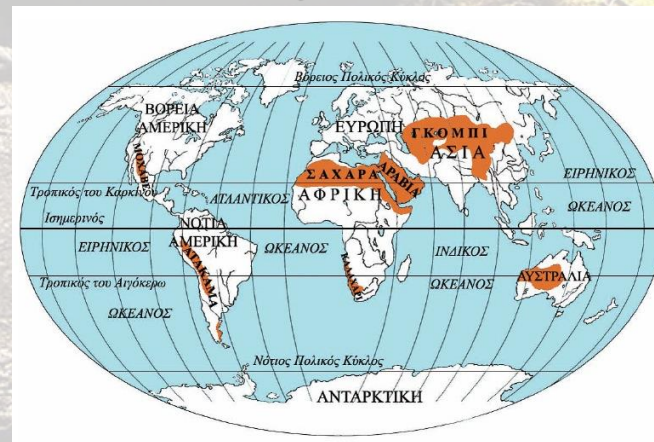 Βόρειος Πολικός Κύκλος
ΒΟΡΕΙΑ
ΑΜΕΡΙΚΗ
ΕΥΡΩΠΗ
ΓΚΟΜΠΙ
ΑΣΙΑ
ΜΟΧΑΒΕ
ΣΑΧΑΡΑ
ΑΡΑΒΙΑ
ΕΙΡΗΝΙΚΟΣ
Τροπικός του Καρκίνου
ΑΤΛΑΝΤΙΚΟΣ
ΑΦΡΙΚΗ
ΩΚΕΑΝΟΣ
Ισημερινός
ΝΟΤΙΑ
ΑΜΕΡΙΚΗ
ΕΙΡΗΝΙΚΟΣ
ΩΚΕΑΝΟΣ
ΙΝΔΙΚΟΣ
ΑΤΑΚΑΜΑ
ΚΑΛΑΧΑΡΙ
ΑΥΣΤΡΑΛΙΑ
Τροπικός του Αιγόκερω
ΩΚΕΑΝΟΣ
ΩΚΕΑΝΟΣ
Νότιος Πολικός Κύκλος
ΑΝΤΑΡΚΤΙΚΗ